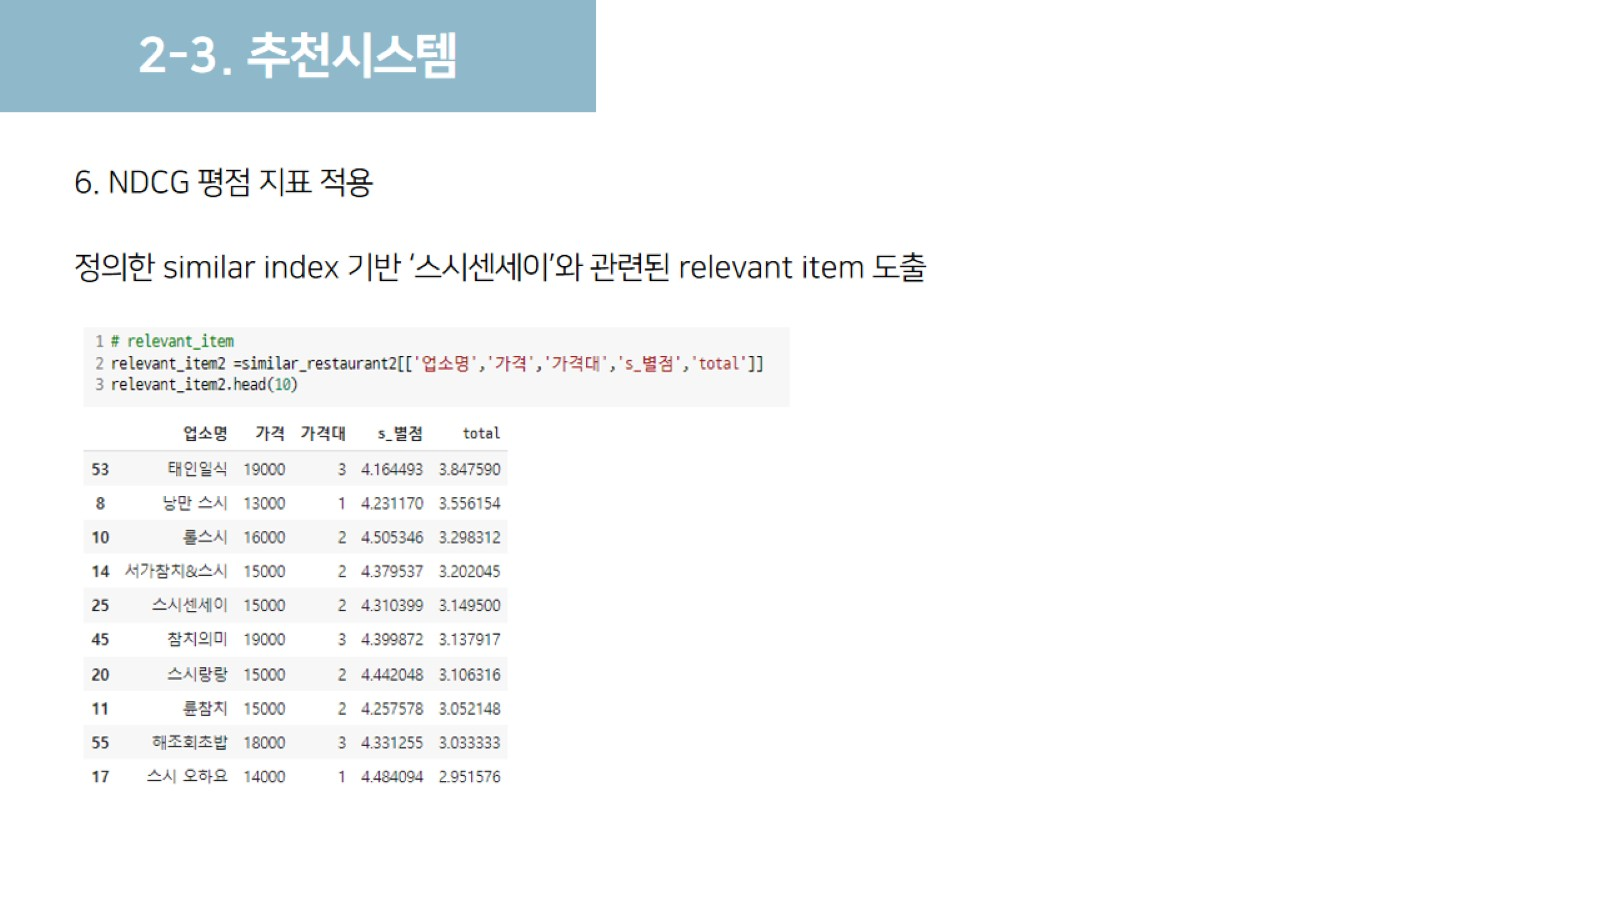 2-3. 추천시스템
6. NDCG 평점 지표 적용
정의한 similar index 기반 ‘스시센세이’와 관련된 relevant item 도출
1 # relevant_item
2 relevant_item2 =similar_restaurant2[['업소명','가격','가격대','s_별점','total']]
3 relevant_item2.head(10)
업소명 가격 가격대 s_별점 total
53 태인일식 19000 3 4.164493 3.847590
8 낭만 스시 13000 1 4.231170 3.556154
10 롤스시 16000 2 4.505346 3.298312
14 서가참치&스시 15000 2 4.379537 3.202045
25 스시센세이 15000 2 4.310399 3.149500
45 참치의미 19000 3 4.399872 3.137917
20 스시랑랑 15000 2 4.442048 3.106316
11 륜참치 15000 2 4.257578 3.052148
55 해조회초밥 18000 3 4.331255 3.033333
17 스시 오하요 14000 1 4.484094 2.951576